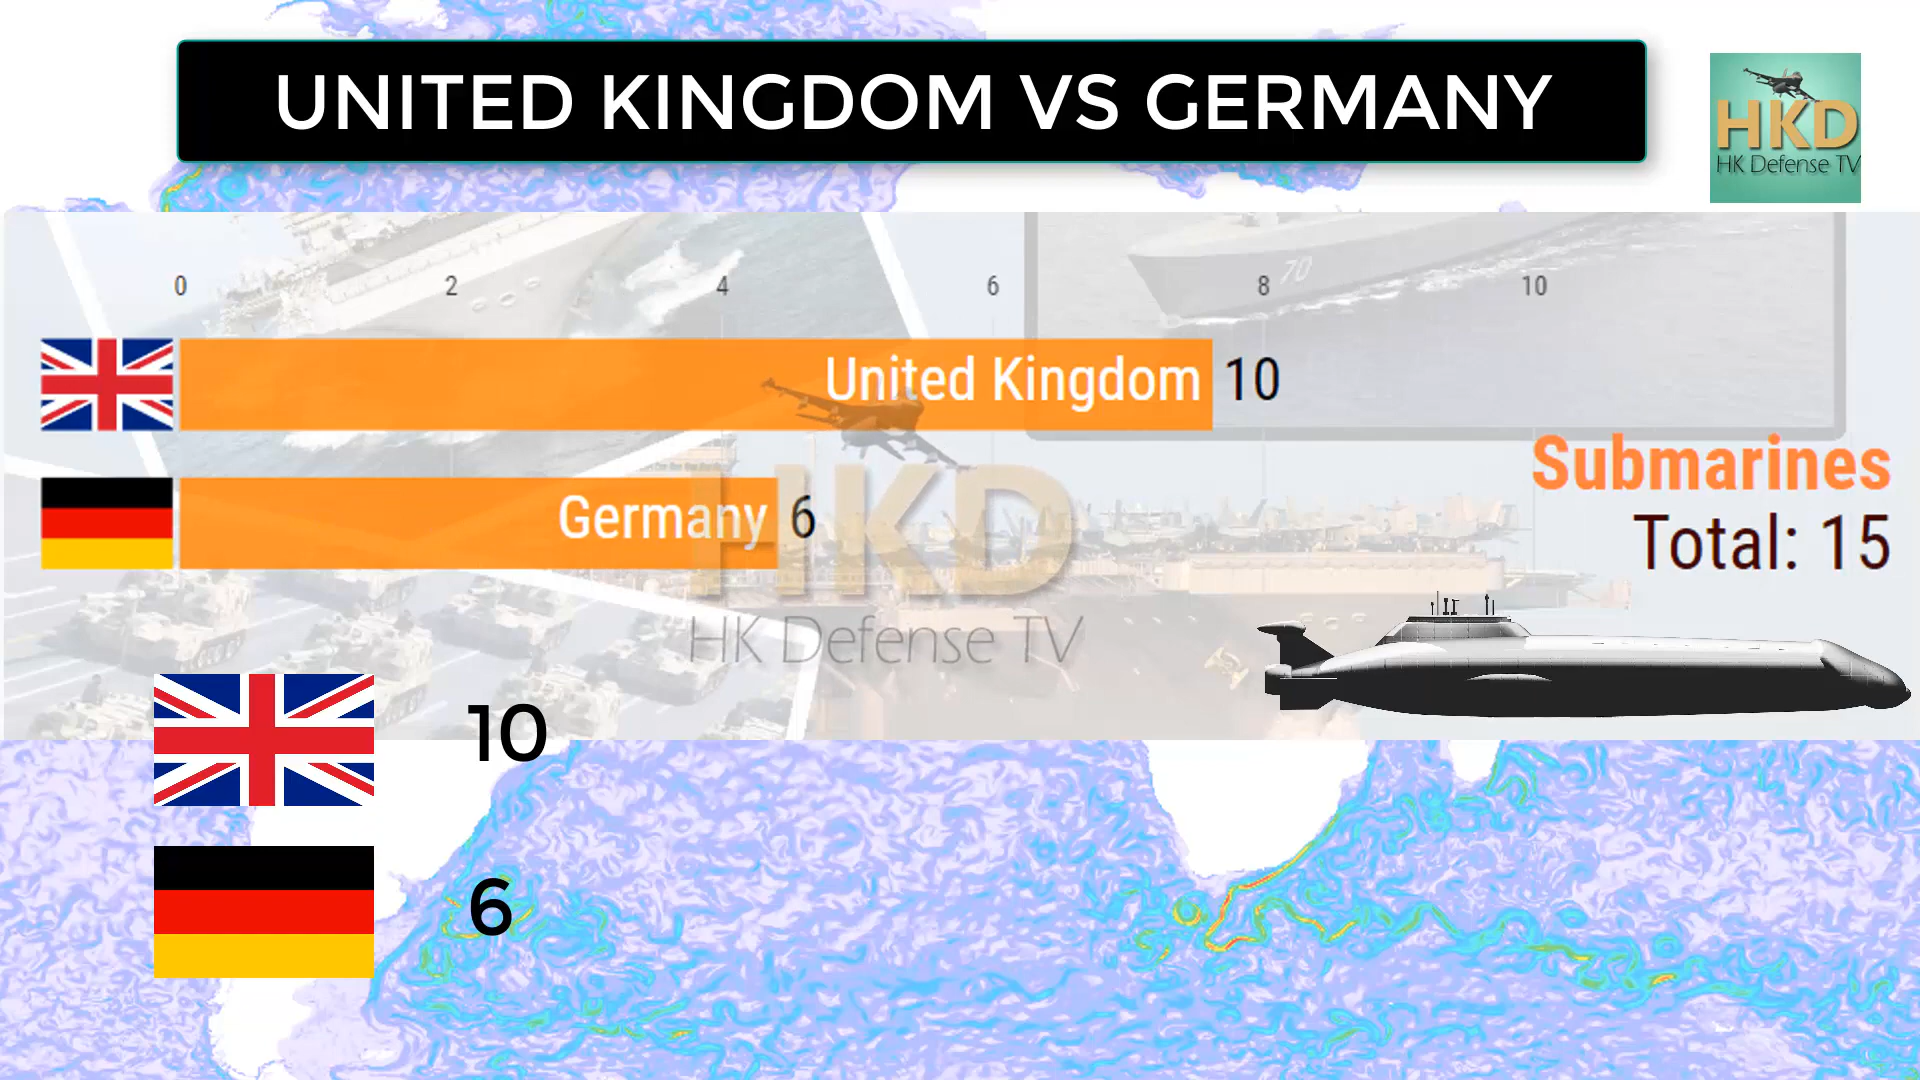 UNITED KINGDOM VS GERMANY
HKD
HK Defense TV
0 2 4 6 8 10
70
United Kingdom 10
Germany 6
Submarines
Total: 15
HKD
HK Defense TV
10
6